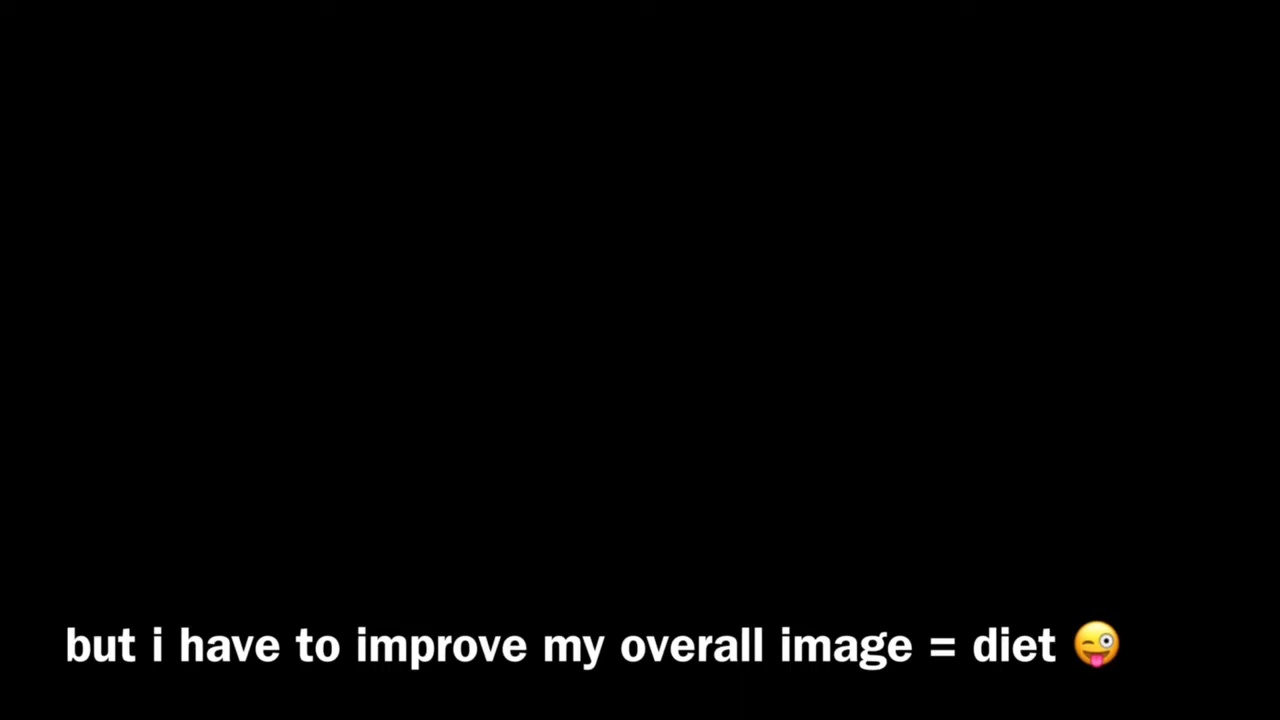 but i have to improve my overall image = diet 😜